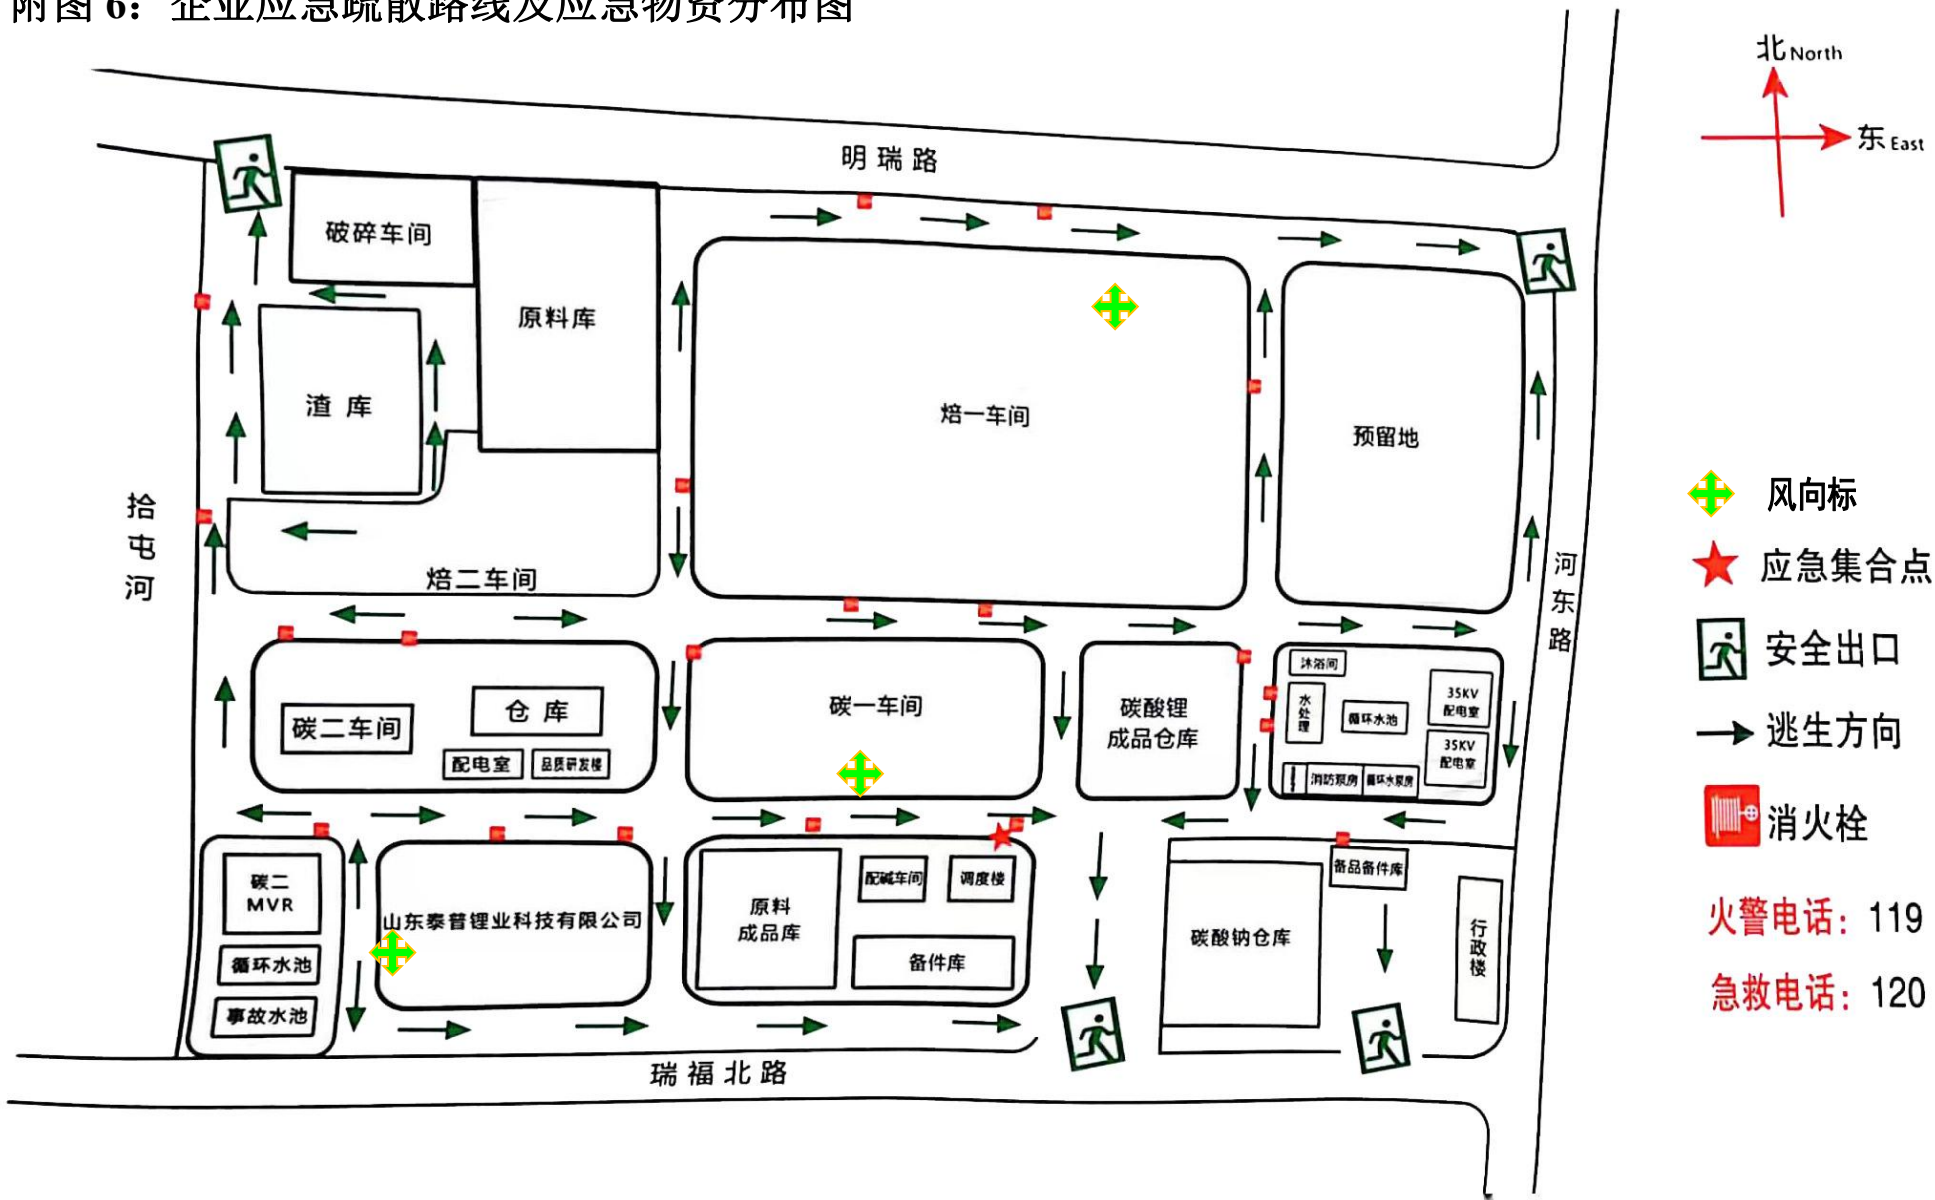 附图 6：企业应急疏散路线及应急物资分布图
北 North
东 East
明瑞路
破碎车间
原料库
渣 库
焙一车间
预留地
拾屯河
焙二车间
河东路
风向标
应急集合点
安全出口
逃生方向
消火栓
火警电话：119
急救电话：120
碳二车间
仓 库
配电室
品质研发楼
碳一车间
碳酸锂
成品仓库
沐浴间
水处理
循环水池
35KV
配电室
35KV
配电室
消防泵房
循环水泵房
碳二
MVR
循环水池
事故水池
山东泰普锂业科技有限公司
原料
成品库
配碱车间
调度楼
备件库
碳酸钠仓库
备品备件库
行政楼
瑞福北路